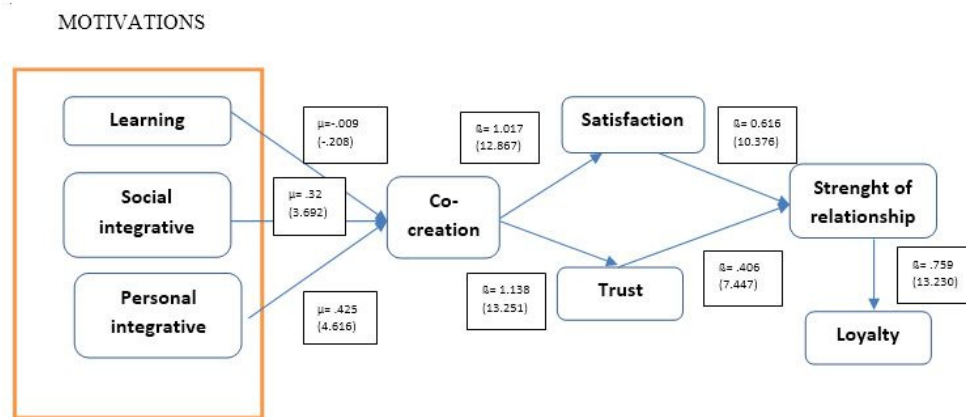 MOTIVATIONS
Learning
Social
integrative
Personal
integrative
µ=-.009
(-.208)
µ= .32
(3.692)
µ= .425
(4.616)
Co-
creation
ß= 1.017
(12.867)
ß= 1.138
(13.251)
Satisfaction
Trust
ß= 0.616
(10.376)
ß= .406
(7.447)
Strenght of
relationship
ß= .759
(13.230)
Loyalty